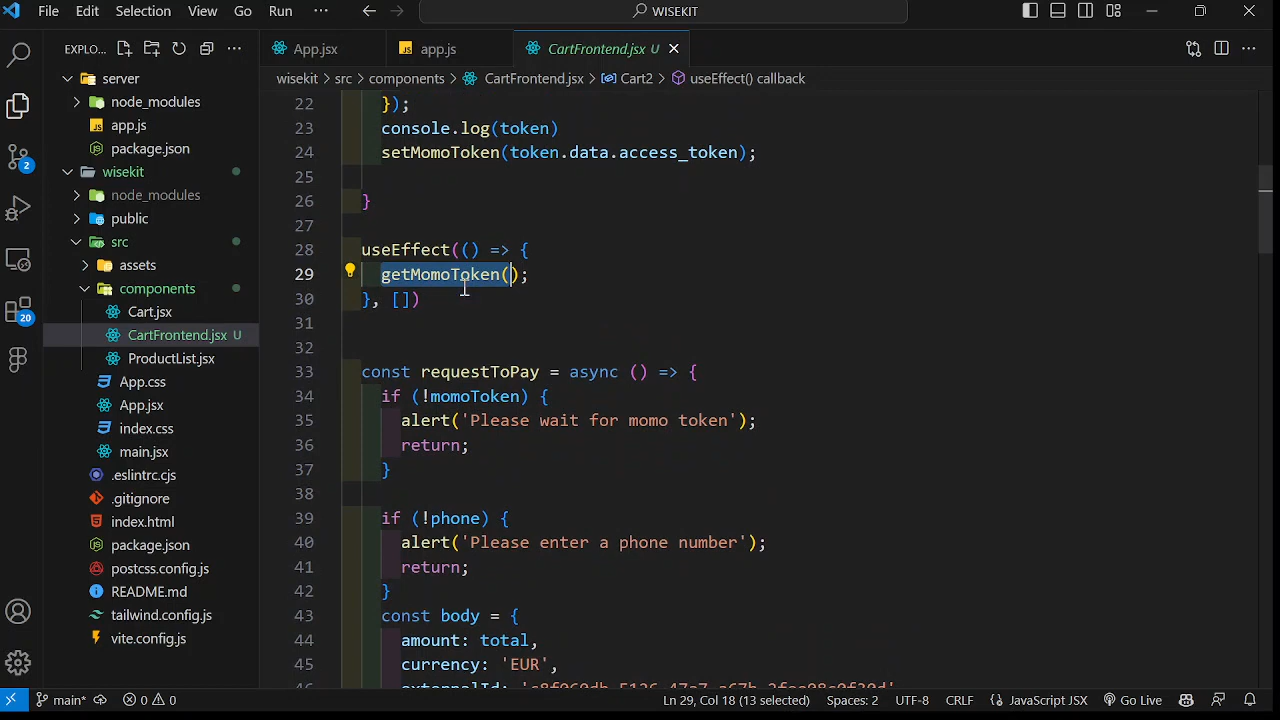 File Edit Selection View Go Run ··· WISEKIT
EXPLO... ···
App.jsx
app.js
CartFrontend.jsx U
wisekit > src > components > CartFrontend.jsx > Cart2 > useEffect() callback
server
node_modules
app.js
package.json
wisekit
node_modules
public
src
assets
components
Cart.jsx
CartFrontend.jsx U
ProductList.jsx
App.css
App.jsx
index.css
main.jsx
.eslintrc.cjs
.gitignore
index.html
package.json
postcss.config.js
README.md
tailwind.config.js
vite.config.js
2
20
22 });
23 console.log(token)
24 setMomoToken(token.data.access_token);
25
26 }
27
28 useEffect(() => {
29 getMomoToken();
30 }, [])
31
32
33 const requestToPay = async () => {
34 if (!momoToken) {
35 alert('Please wait for momo token');
36 return;
37 }
38
39 if (!phone) {
40 alert('Please enter a phone number');
41 return;
42 }
43 const body = {
44 amount: total,
45 currency: 'EUR',
main* 0 0 Ln 29, Col 18 (13 selected) Spaces: 2 UTF-8 CRLF JavaScript JSX Go Live